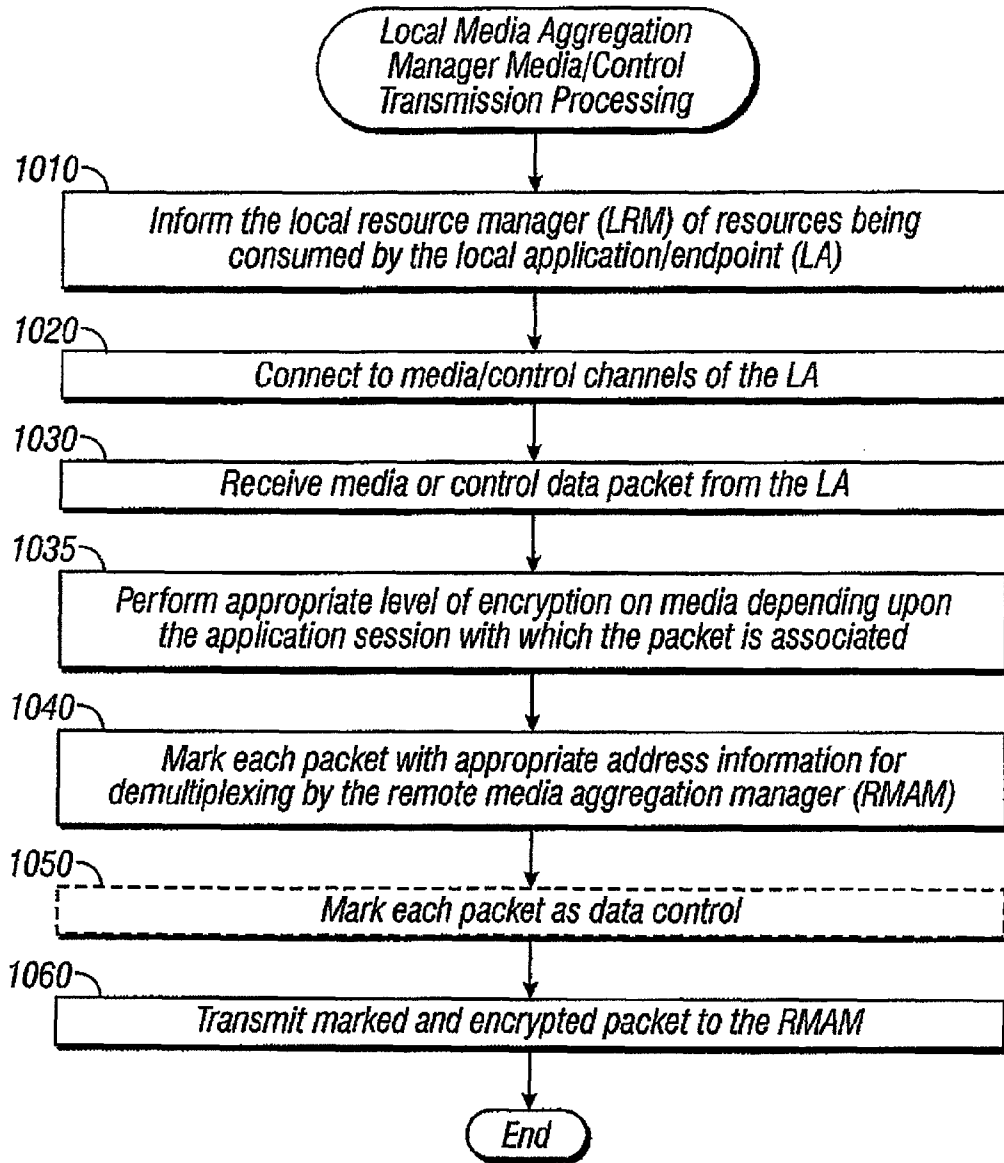 Local Media Aggregation
Manager Media/Control
Transmission Processing
1010
Inform the local resource manager (LRM) of resources being
consumed by the local application/endpoint (LA)
1020
Connect to media/control channels of the LA
1030
Receive media or control data packet from the LA
1035
Perform appropriate level of encryption on media depending upon
the application session with which the packet is associated
1040
Mark each packet with appropriate address information for
demultiplexing by the remote media aggregation manager (RMAM)
1050
Mark each packet as data control
1060
Transmit marked and encrypted packet to the RMAM
End